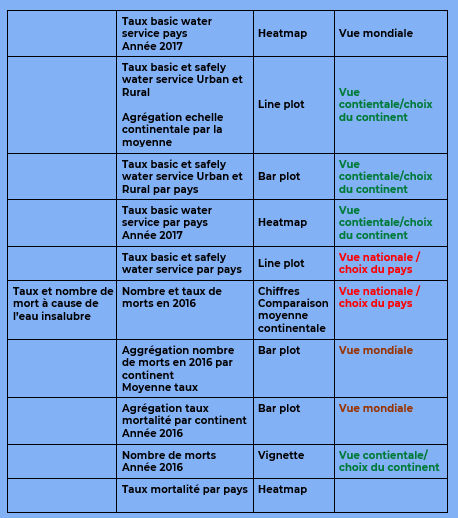 Taux basic water
service pays
Année 2017
Heatmap
Vue mondiale
Taux basic et safely
water service Urban et
Rural
Agrégation echelle
continentale par la
moyenne
Line plot
Vue
contientale/choix
du continent
Taux basic et safely
water service Urban et
Rural par pays
Bar plot
Vue
contientale/choix
du continent
Taux basic water
service par pays
Année 2017
Heatmap
Vue
contientale/choix
du continent
Taux basic et safely
water service par pays
Line plot
Vue nationale /
choix du pays
Taux et nombre de
mort à cause de
l'eau insalubre
Nombre et taux de
morts en 2016
Chiffres
Comparaison
moyenne
continentale
Vue nationale /
choix du pays
Aggrégation nombre
de morts en 2016 par
continent
Moyenne taux
Bar plot
Vue mondiale
Agrégation taux
mortalité par continent
Année 2016
Bar plot
Vue mondiale
Nombre de morts
Année 2016
Vignette
Vue contientale/
choix du continent
Taux mortalité par pays
Heatmap